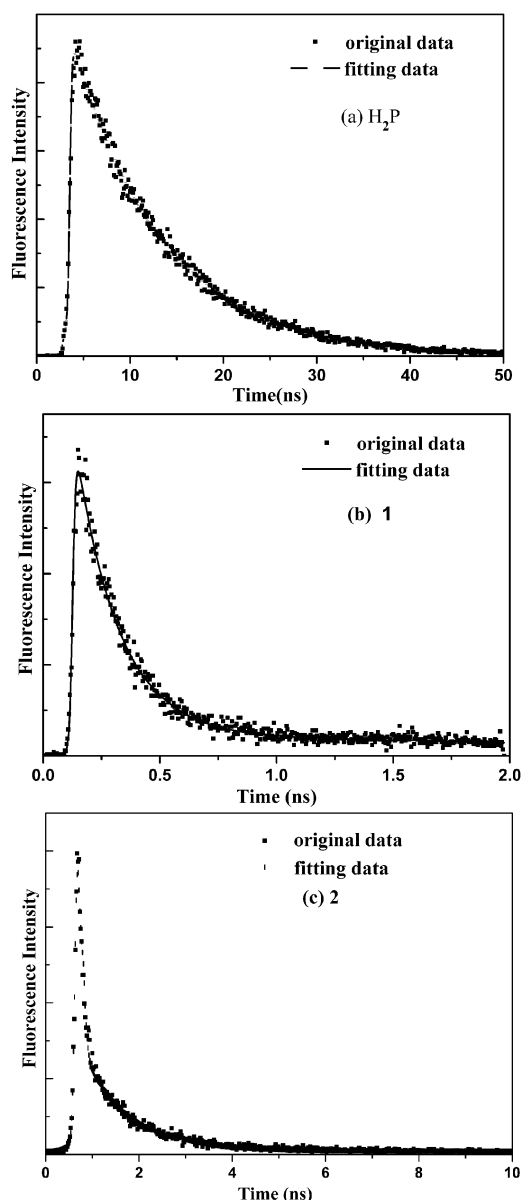 original data
fitting data
(a) H₂P
Fluorescence Intensity
0 10 20 30 40 50
Time(ns)
original data
fitting data
(b) 1
Fluorescence Intensity
0.0 0.5 1.0 1.5 2.0
Time (ns)
original data
fitting data
(c) 2
Fluorescence Intensity
0 2 4 6 8 10
Time (ns)